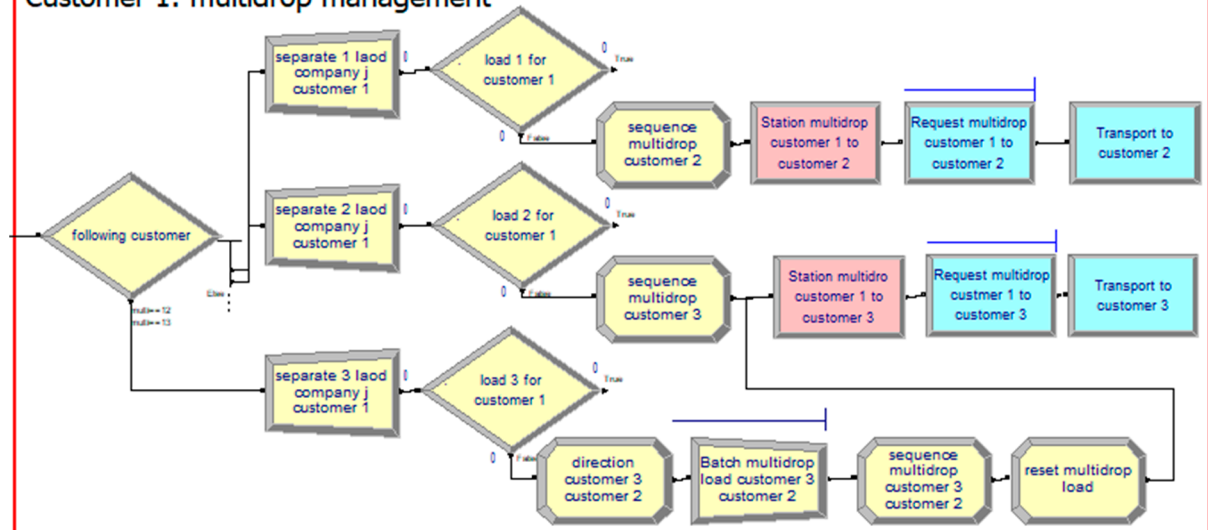 Customer 1: multidrop management
separate 1 laod
company j
customer 1
0
load 1 for
customer 1
0
True
0
False
sequence
multidrop
customer 2
Station multidrop
customer 1 to
customer 2
Request multidrop
customer 1 to
customer 2
Transport to
customer 2
following customer
Else
multi==12
multi==13
separate 2 laod
company j
customer 1
0
load 2 for
customer 1
0
True
0
False
sequence
multidrop
customer 3
Station multidro
customer 1 to
customer 3
Request multidrop
custmer 1 to
customer 3
Transport to
customer 3
separate 3 laod
company j
customer 1
0
load 3 for
customer 1
0
True
0
False
direction
customer 3
customer 2
Batch multidrop
load customer 3
customer 2
sequence
multidrop
customer 3
customer 2
reset multidrop
load